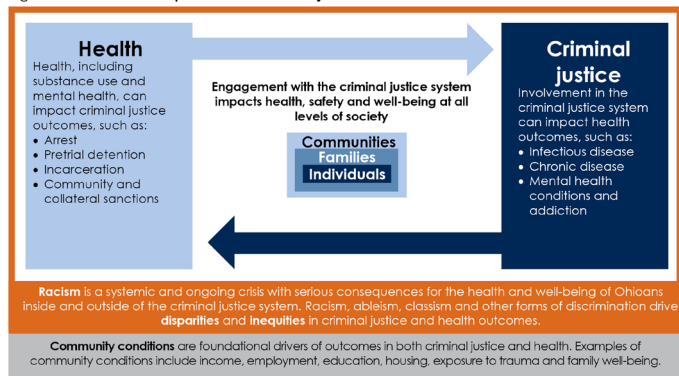 Health
Health, including
substance use and
mental health, can
impact criminal justice
outcomes, such as:
• Arrest
• Pretrial detention
• Incarceration
• Community and
collateral sanctions
Engagement with the criminal justice system
impacts health, safety and well-being at all
levels of society
Communities
Families
Individuals
Criminal
justice
Involvement in the
criminal justice system
can impact health
outcomes, such as:
• Infectious disease
• Chronic disease
• Mental health
conditions and
addiction
Racism is a systemic and ongoing crisis with serious consequences for the health and well-being of Ohioans
inside and outside of the criminal justice system. Racism, ableism, classism and other forms of discrimination drive
disparities and inequities in criminal justice and health outcomes.
Community conditions are foundational drivers of outcomes in both criminal justice and health. Examples of
community conditions include income, employment, education, housing, exposure to trauma and family well-being.